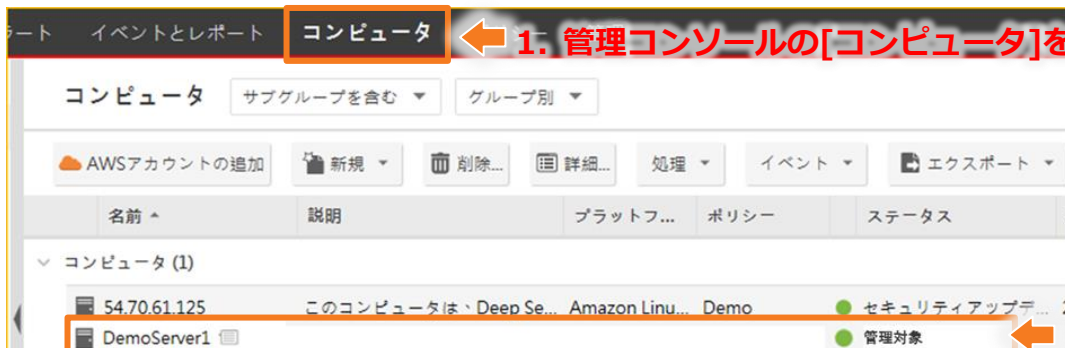 ート イベントとレポート コンピュータ
1. 管理コンソールの[コンピュータ]を
コンピュータ サブグループを含む グループ別
AWSアカウントの追加 新規 削除... 詳細... 処理 イベント エクスポート
名前 説明 プラットフ... ポリシー ステータス
コンピュータ (1)
54.70.61.125 このコンピュータは、Deep Se... Amazon Linu... Demo セキュリティアップデ...
DemoServer1 管理対象